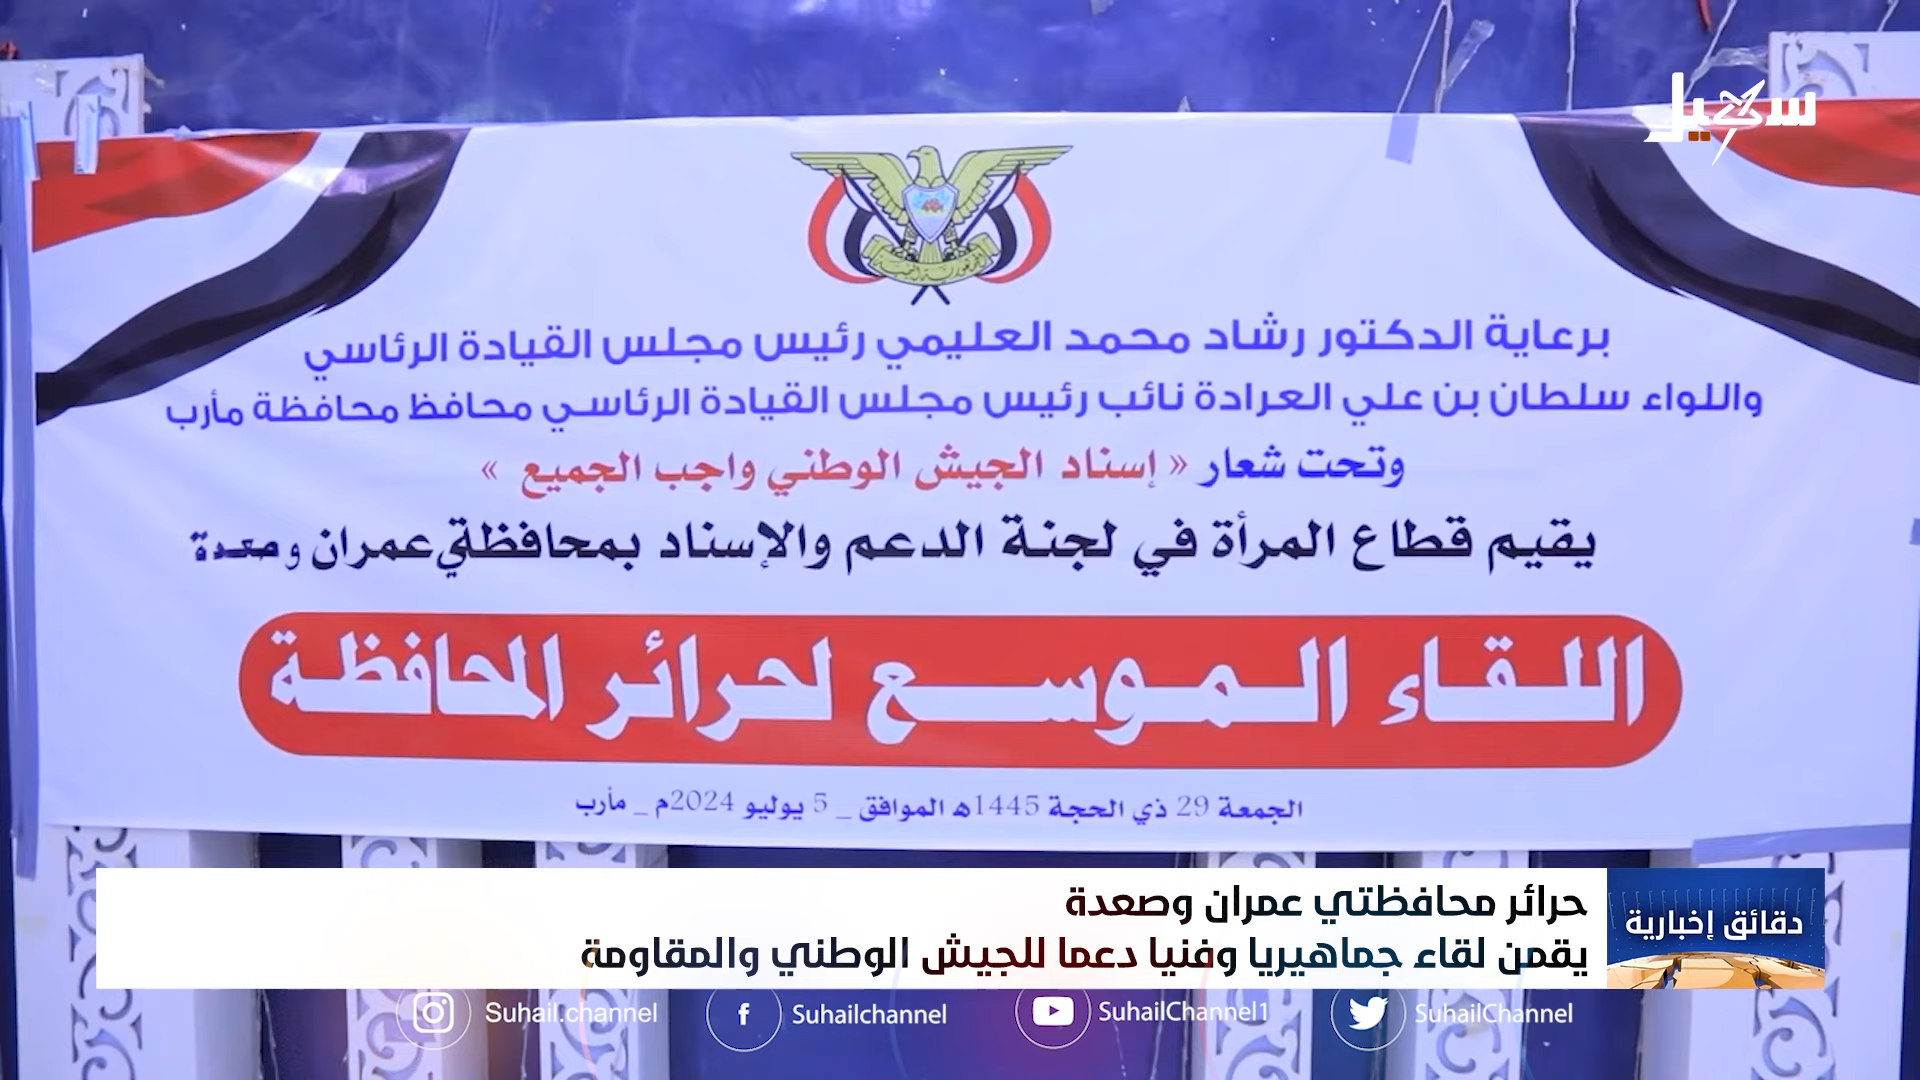 سهيل
الجمهورية اليمنية
برعاية الدكتور رشاد محمد العليمي رئيس مجلس القيادة الرئاسي
واللواء سلطان بن علي العرادة نائب رئيس مجلس القيادة الرئاسي محافظ محافظة مأرب
وتحت شعار « إسناد الجيش الوطني واجب الجميع »
يقيم قطاع المرأة في لجنة الدعم والإسناد بمحافظتي عمران وصعدة
اللقاء الموسع لحرائر المحافظة
الجمعة 29 ذي الحجة 1445ه الموافق _ 5 يوليو 2024م _ مأرب
دقائق إخبارية
حرائر محافظتي عمران وصعدة
يقمن لقاء جماهيريا وفنيا دعما للجيش الوطني والمقاومة
Suhail.channel
Suhailchannel
SuhailChannel1
SuhailChannel